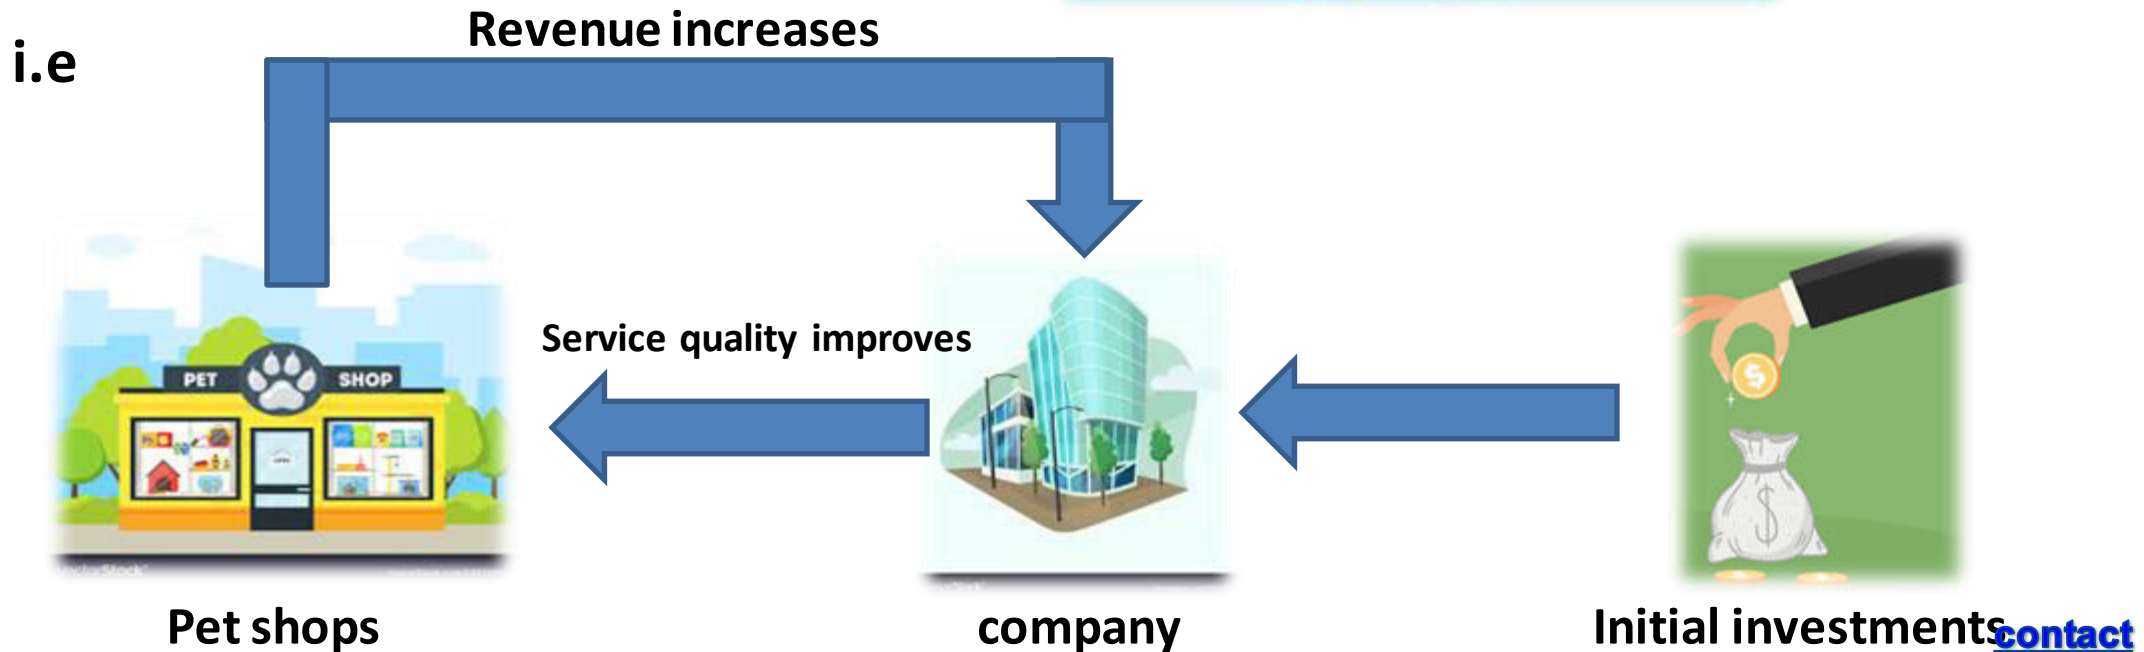 Revenue increases
i.e
Service quality improves
PET SHOP
$
$
Pet shops
company
Initial investments
contact